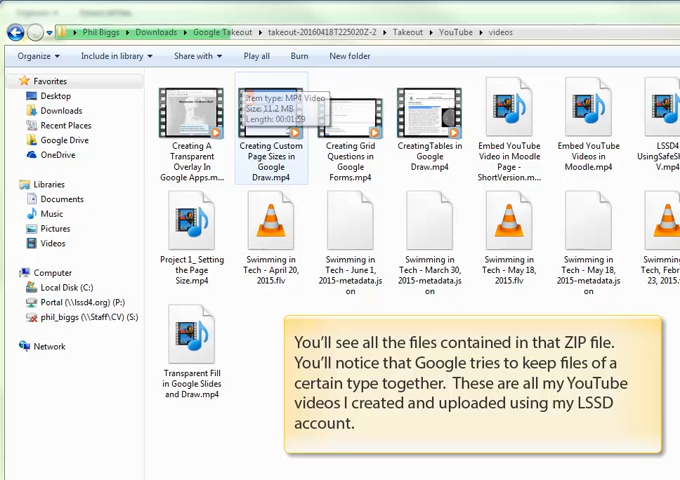 Phil Biggs ▸ Downloads ▸ Google Takeout ▸ takeout-20160418T225020Z-2 ▸ Takeout ▸ YouTube ▸ videos
Organize Include in library Share with Play all Burn New folder
Favorites
Desktop
Downloads
Recent Places
Google Drive
OneDrive
Libraries
Documents
Music
Pictures
Videos
Computer
Local Disk (C:)
Portal (\\lssd4.org) (P:)
phil_biggs (\\Staff\CV) (S:)
Network
Item type: MP4 Video
Size: 11.2 MB
Length: 00:01:59
Creating A
Transparent
Overlay In
Google Apps.m...
Creating Custom
Page Sizes in
Google
Draw.mp4
Creating Grid
Questions in
Google
Forms.mp4
CreatingTables in
Google
Draw.mp4
Embed YouTube
Video in Moodle
Page -
ShortVersion.m...
Embed YouTube
Videos in
Moodle.mp4
LSSD4
UsingSafeSh
V.mp4
Project 1_ Setting
the Page
Size.mp4
Swimming in
Tech - April 20,
2015.flv
Swimming in
Tech - June 1,
2015-metadata.js
on
Swimming in
Tech - March 30,
2015-metadata.js
on
Swimming in
Tech - May 18,
2015.flv
Swimming in
Tech - May 18,
2015-metadata.js
on
Swimming
Tech, Febr
23, 2015.
Transparent Fill
in Google Slides
and Draw.mp4
You'll see all the files contained in that ZIP file.
You'll notice that Google tries to keep files of a
certain type together. These are all my YouTube
videos I created and uploaded using my LSSD
account.